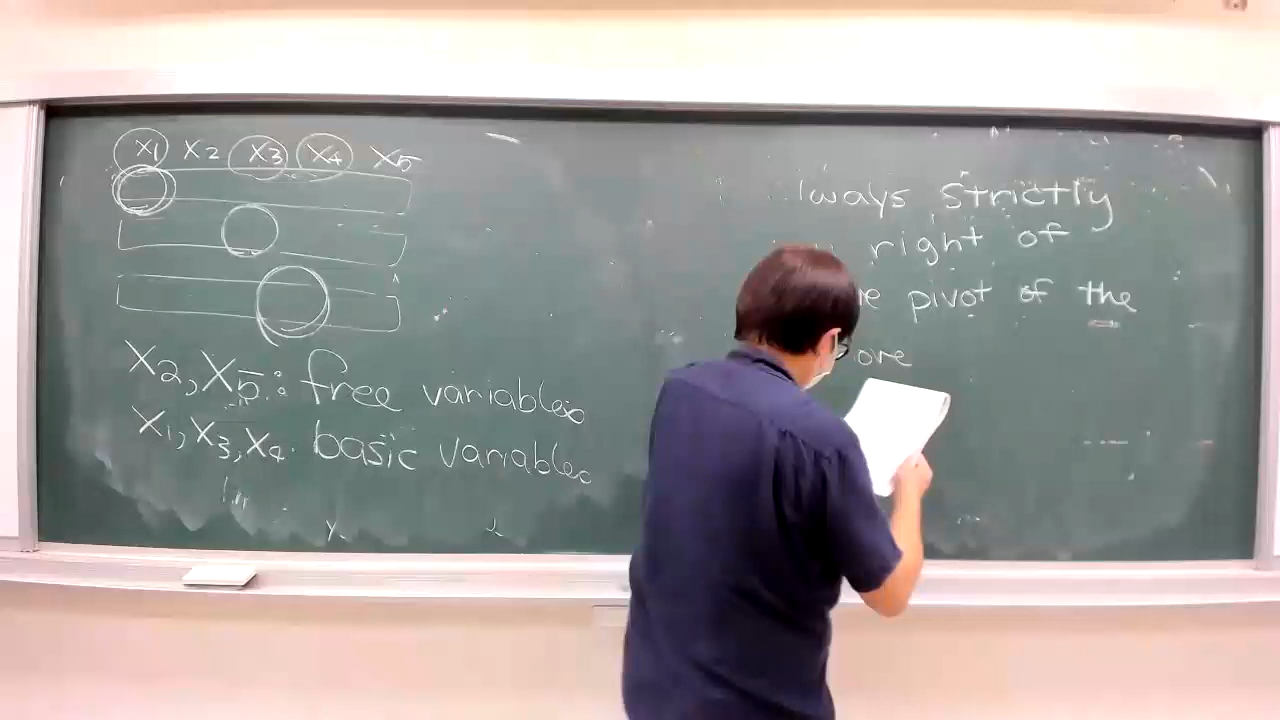 x1 x2 x3 x4 x5
x2, x5: free variables
x1, x3, x4. basic variables
lways strictly
right of
pivot of the
ore